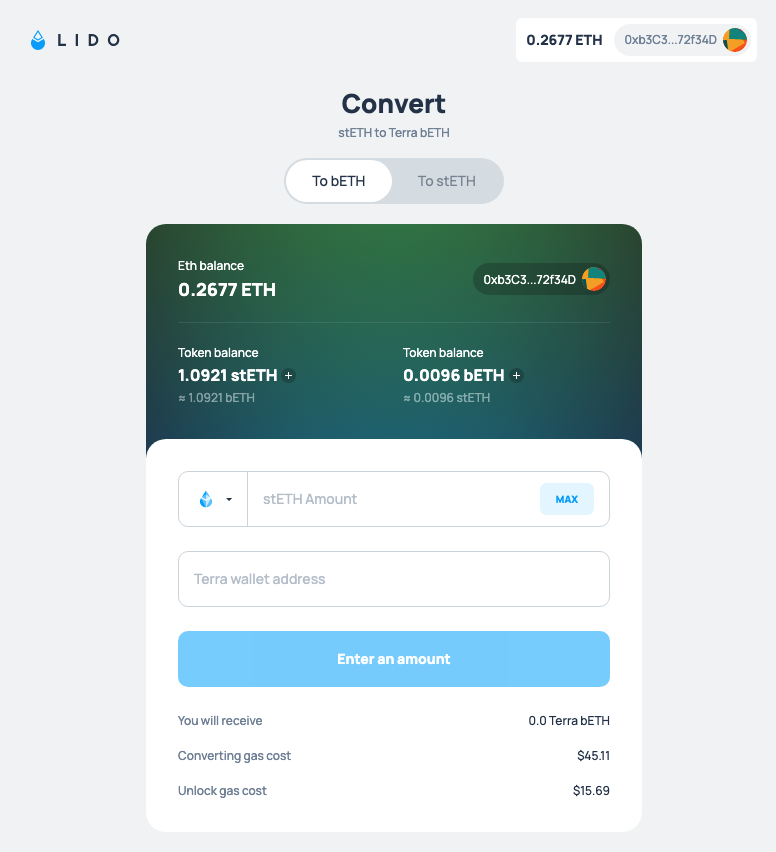 LIDO
0.2677 ETH
0xb3C3...72f34D
Convert
stETH to Terra bETH
To bETH
To stETH
Eth balance
0.2677 ETH
0xb3C3...72f34D
Token balance
1.0921 stETH +
≈ 1.0921 bETH
Token balance
0.0096 bETH +
≈ 0.0096 stETH
stETH Amount
MAX
Terra wallet address
Enter an amount
You will receive
0.0 Terra bETH
Converting gas cost
$45.11
Unlock gas cost
$15.69